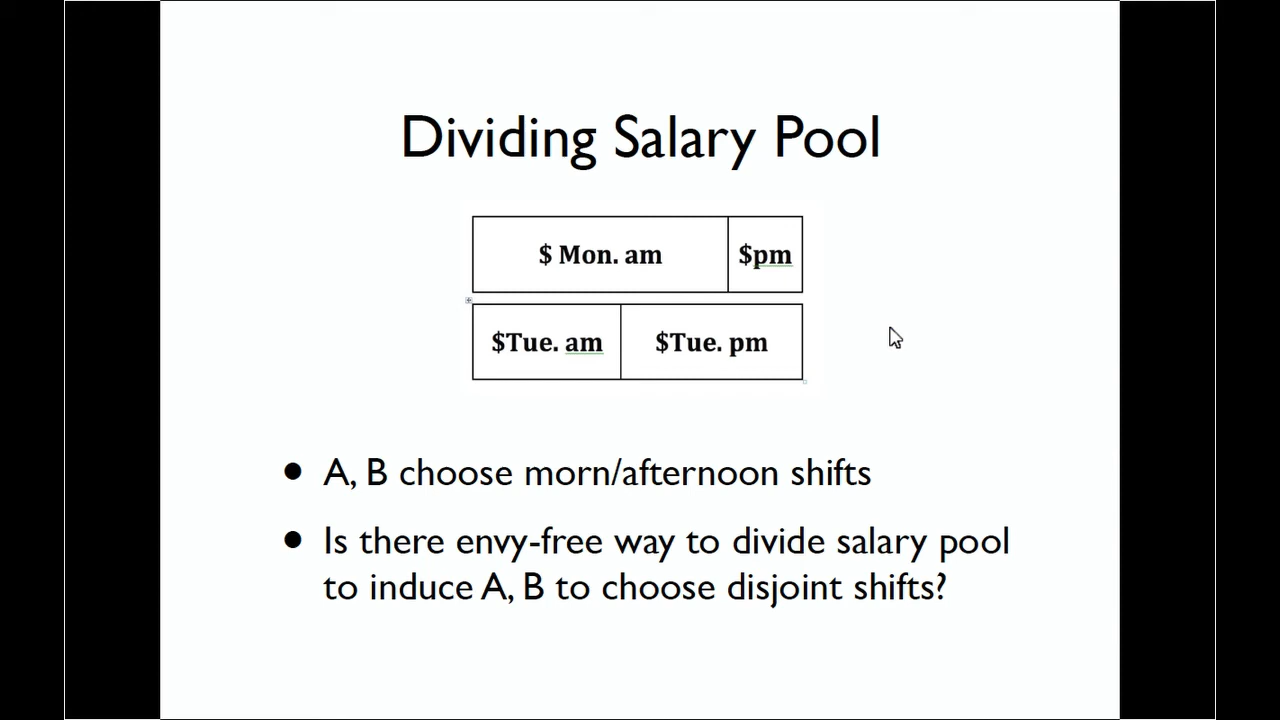 Dividing Salary Pool
$ Mon. am $pm
$Tue. am $Tue. pm
• A, B choose morn/afternoon shifts
• Is there envy-free way to divide salary pool
to induce A, B to choose disjoint shifts?